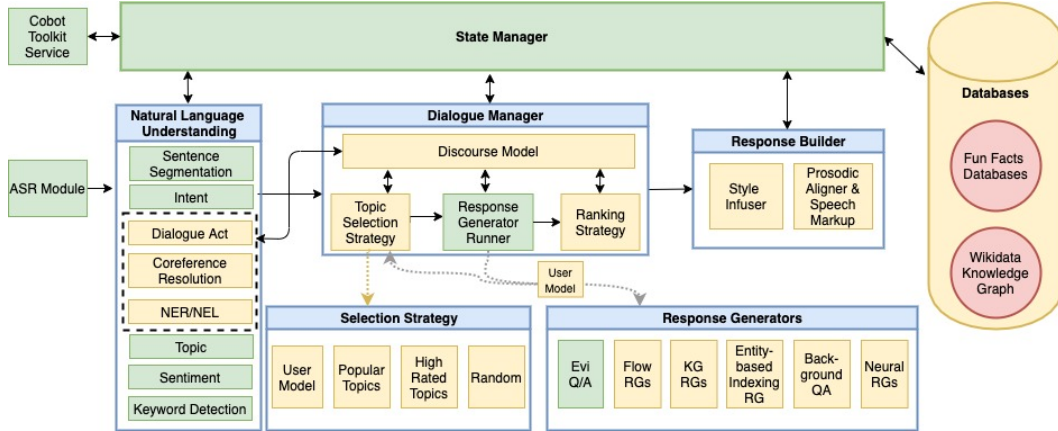 Cobot
Toolkit
Service
State Manager
Databases
Fun Facts
Databases
Wikidata
Knowledge
Graph
ASR Module
Natural Language
Understanding
Sentence
Segmentation
Intent
Dialogue Act
Coreference
Resolution
NER/NEL
Topic
Sentiment
Keyword Detection
Dialogue Manager
Discourse Model
Topic
Selection
Strategy
Response
Generator
Runner
Ranking
Strategy
Response Builder
Style
Infuser
Prosodic
Aligner &
Speech
Markup
User
Model
Selection Strategy
User
Model
Popular
Topics
High
Rated
Topics
Random
Response Generators
Evi
Q/A
Flow
RGs
KG
RGs
Entity-
based
Indexing
RG
Back-
ground
QA
Neural
RGs